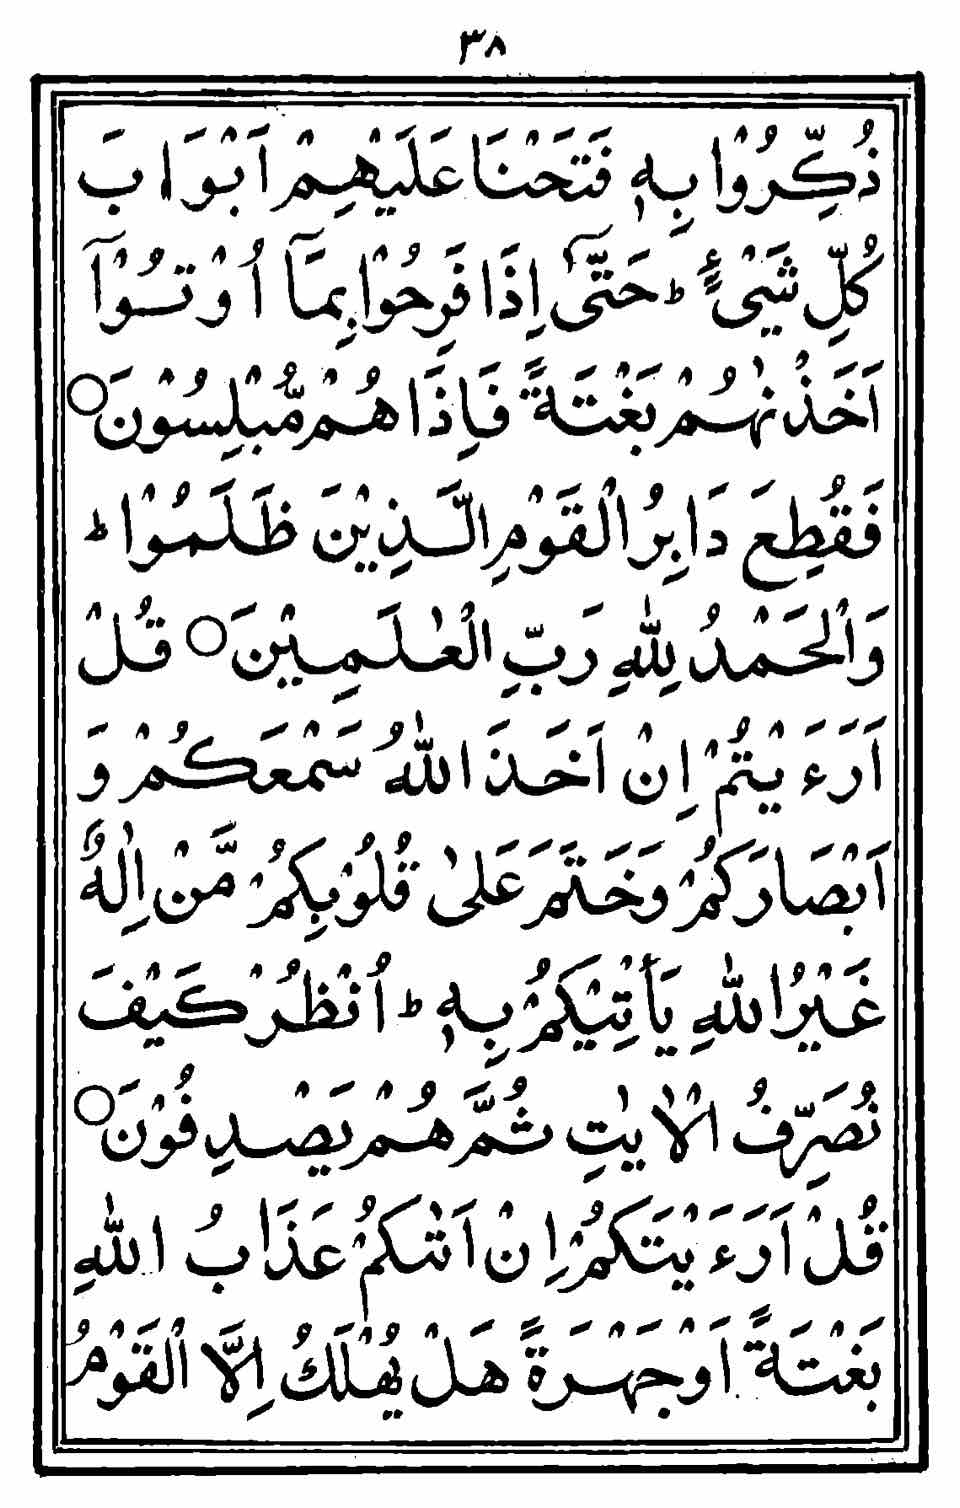 ۳۸
ذُكِّرُوْا بِهٖ فَتَحْنَا عَلَيْهِمْ اَبْوَابَ
كُلِّ شَيْءٍ ؕ حَتّٰۤى اِذَا فَرِحُوْا بِمَاۤ اُوْتُوْۤا
اَخَذْنٰهُمْ بَغْتَةً فَاِذَا هُمْ مُّبْلِسُوْنَ ○
فَقُطِعَ دَابِرُ الْقَوْمِ الَّذِيْنَ ظَلَمُوْا ؕ
وَالْحَمْدُ لِلّٰهِ رَبِّ الْعٰلَمِيْنَ ○ قُلْ
اَرَءَيْتُمْ اِنْ اَخَذَ اللّٰهُ سَمْعَكُمْ وَ
اَبْصَارَكُمْ وَخَتَمَ عَلٰى قُلُوْبِكُمْ مَّنْ اِلٰهٌ
غَيْرُ اللّٰهِ يَأْتِيْكُمْ بِهٖ ؕ اُنْظُرْ كَيْفَ
نُصَرِّفُ الْاٰيٰتِ ثُمَّ هُمْ يَصْدِفُوْنَ ○
قُلْ اَرَءَيْتَكُمْ اِنْ اَتٰىكُمْ عَذَابُ اللّٰهِ
بَغْتَةً اَوْ جَهْرَةً هَلْ يُهْلَكُ اِلَّا الْقَوْمُ